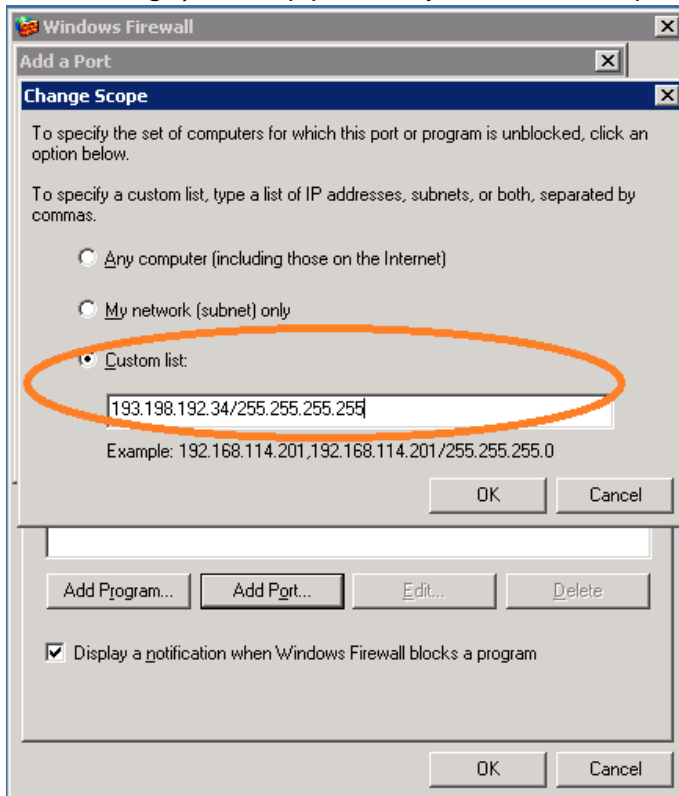 Windows Firewall
Add a Port
Change Scope
To specify the set of computers for which this port or program is unblocked, click an
option below.
To specify a custom list, type a list of IP addresses, subnets, or both, separated by
commas.
Any computer (including those on the Internet)
My network (subnet) only
Custom list:
193.198.192.34/255.255.255.255
Example: 192.168.114.201,192.168.114.201/255.255.255.0
OK Cancel
Add Program... Add Port... Edit... Delete
Display a notification when Windows Firewall blocks a program
OK Cancel